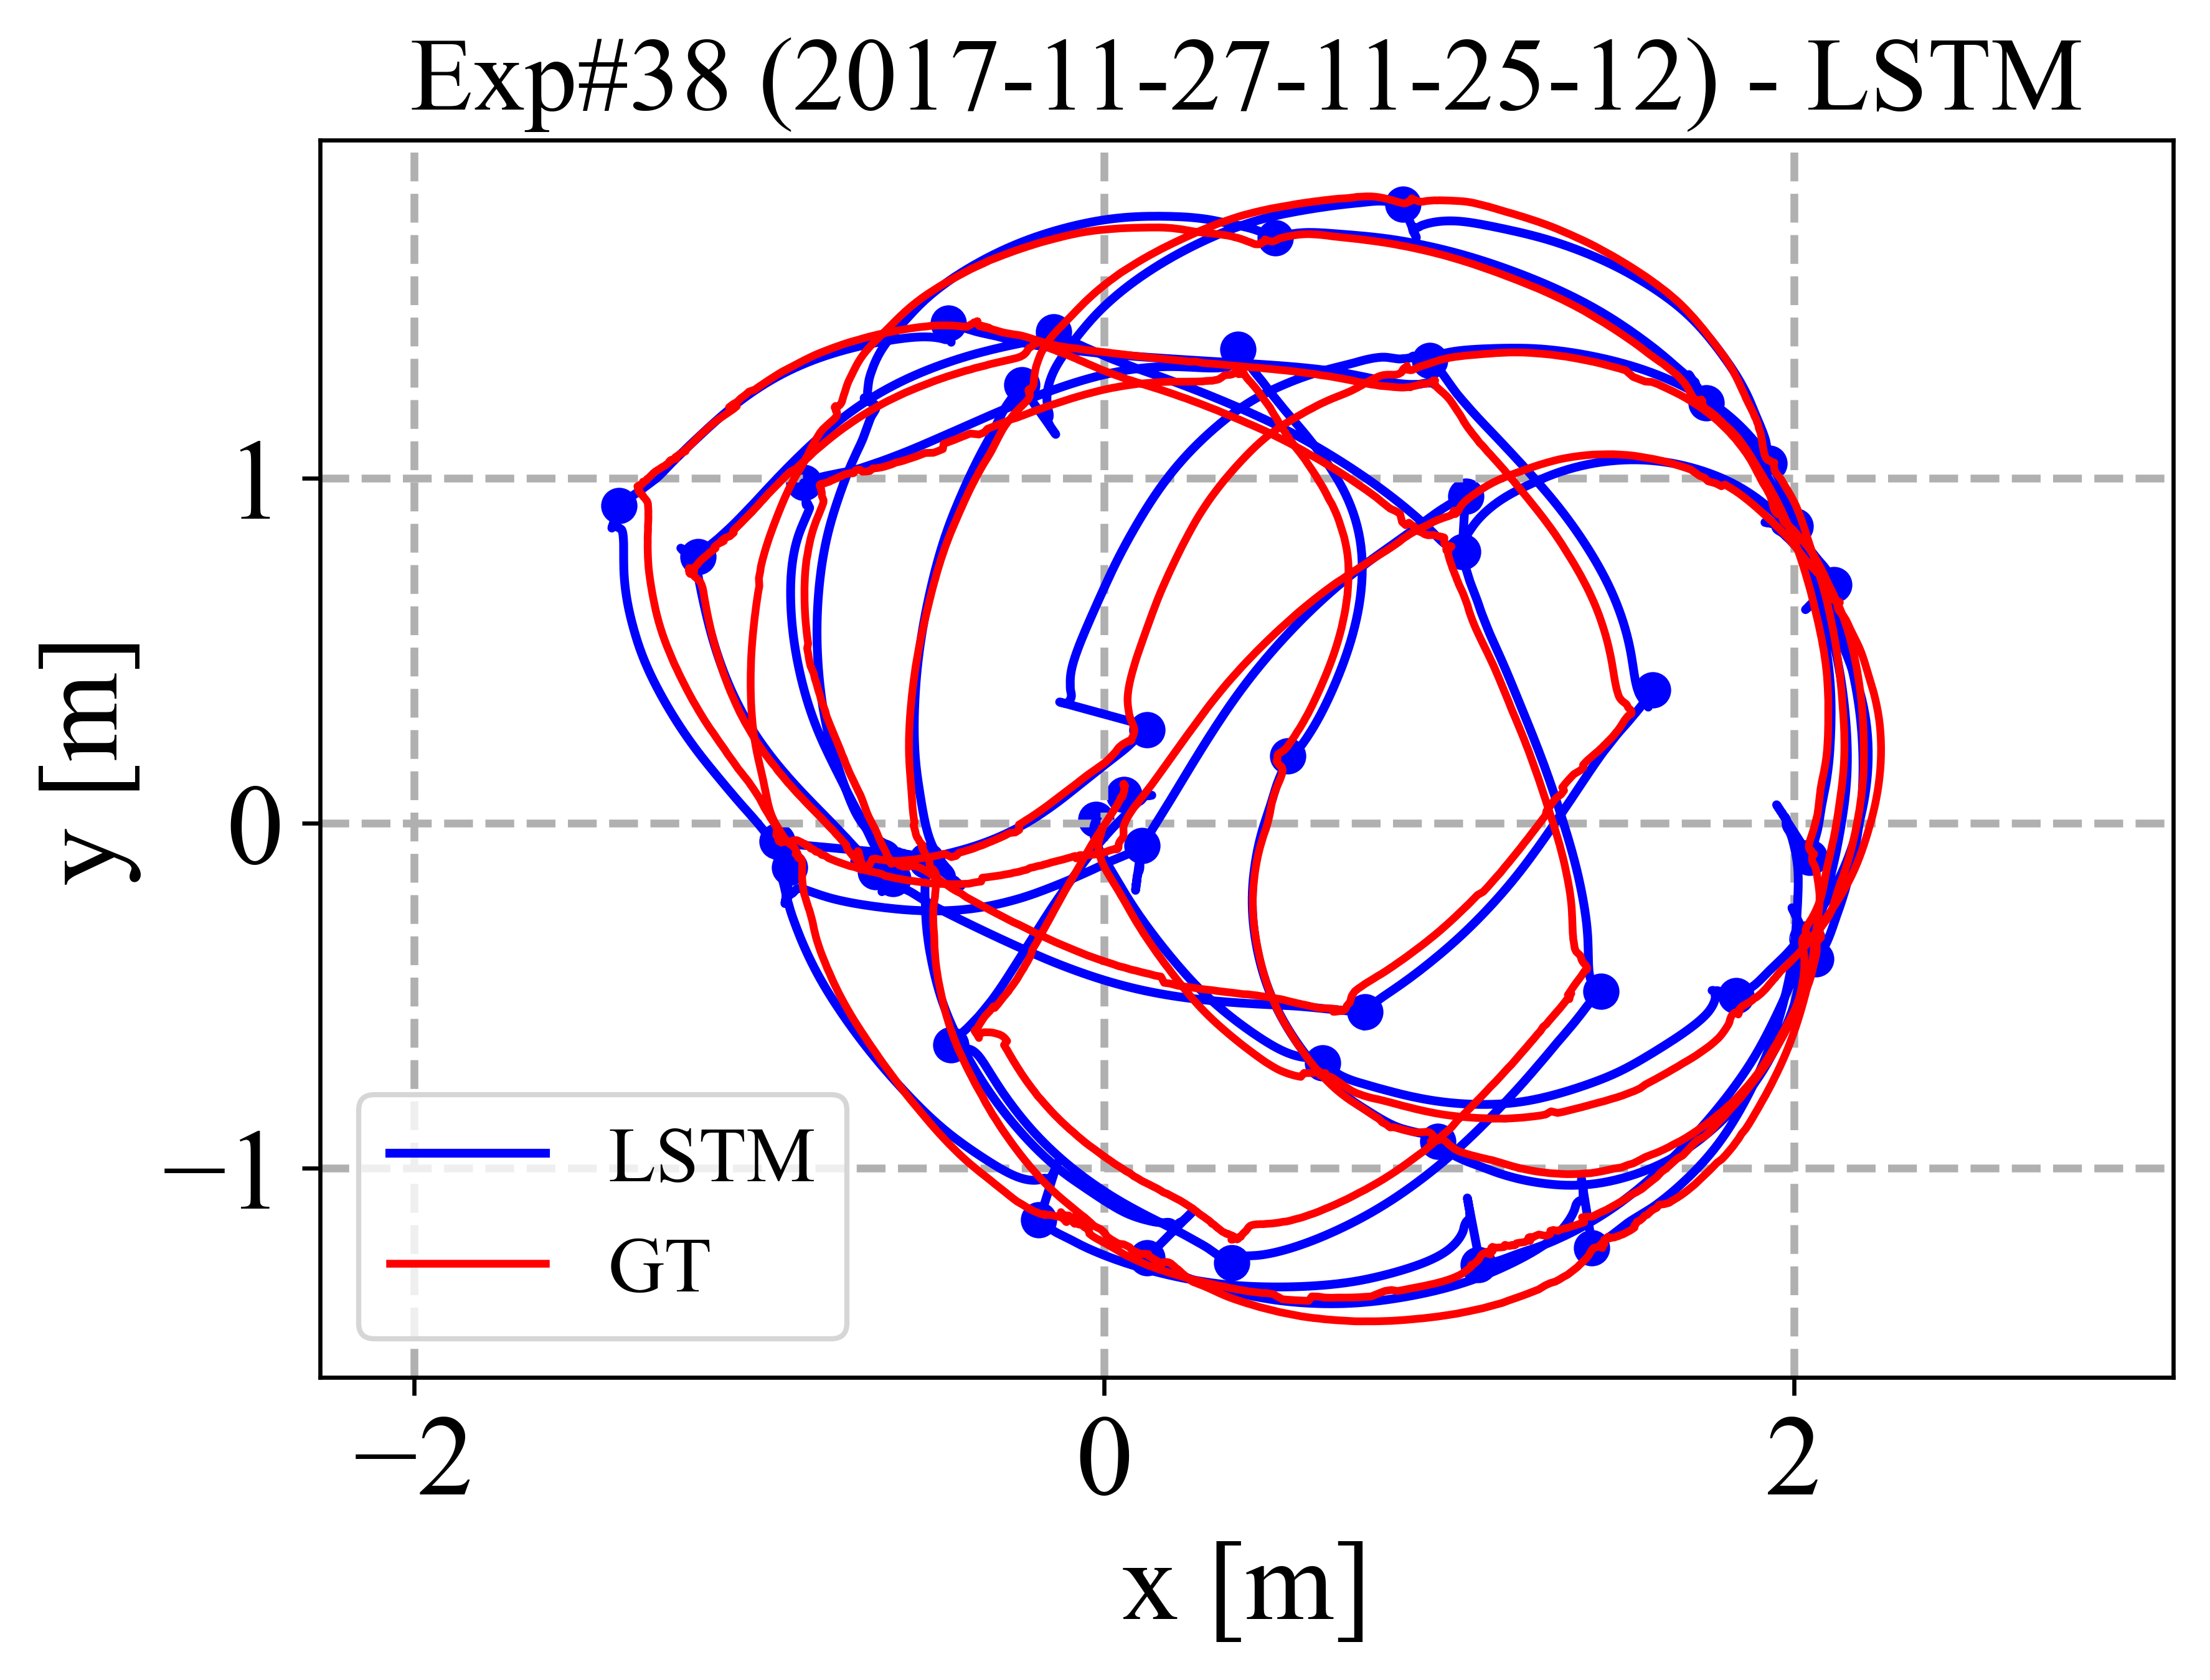 Exp#38 (2017-11-27-11-25-12) - LSTM
1
0
−1
y [m]
LSTM
GT
−2
0
2
x [m]